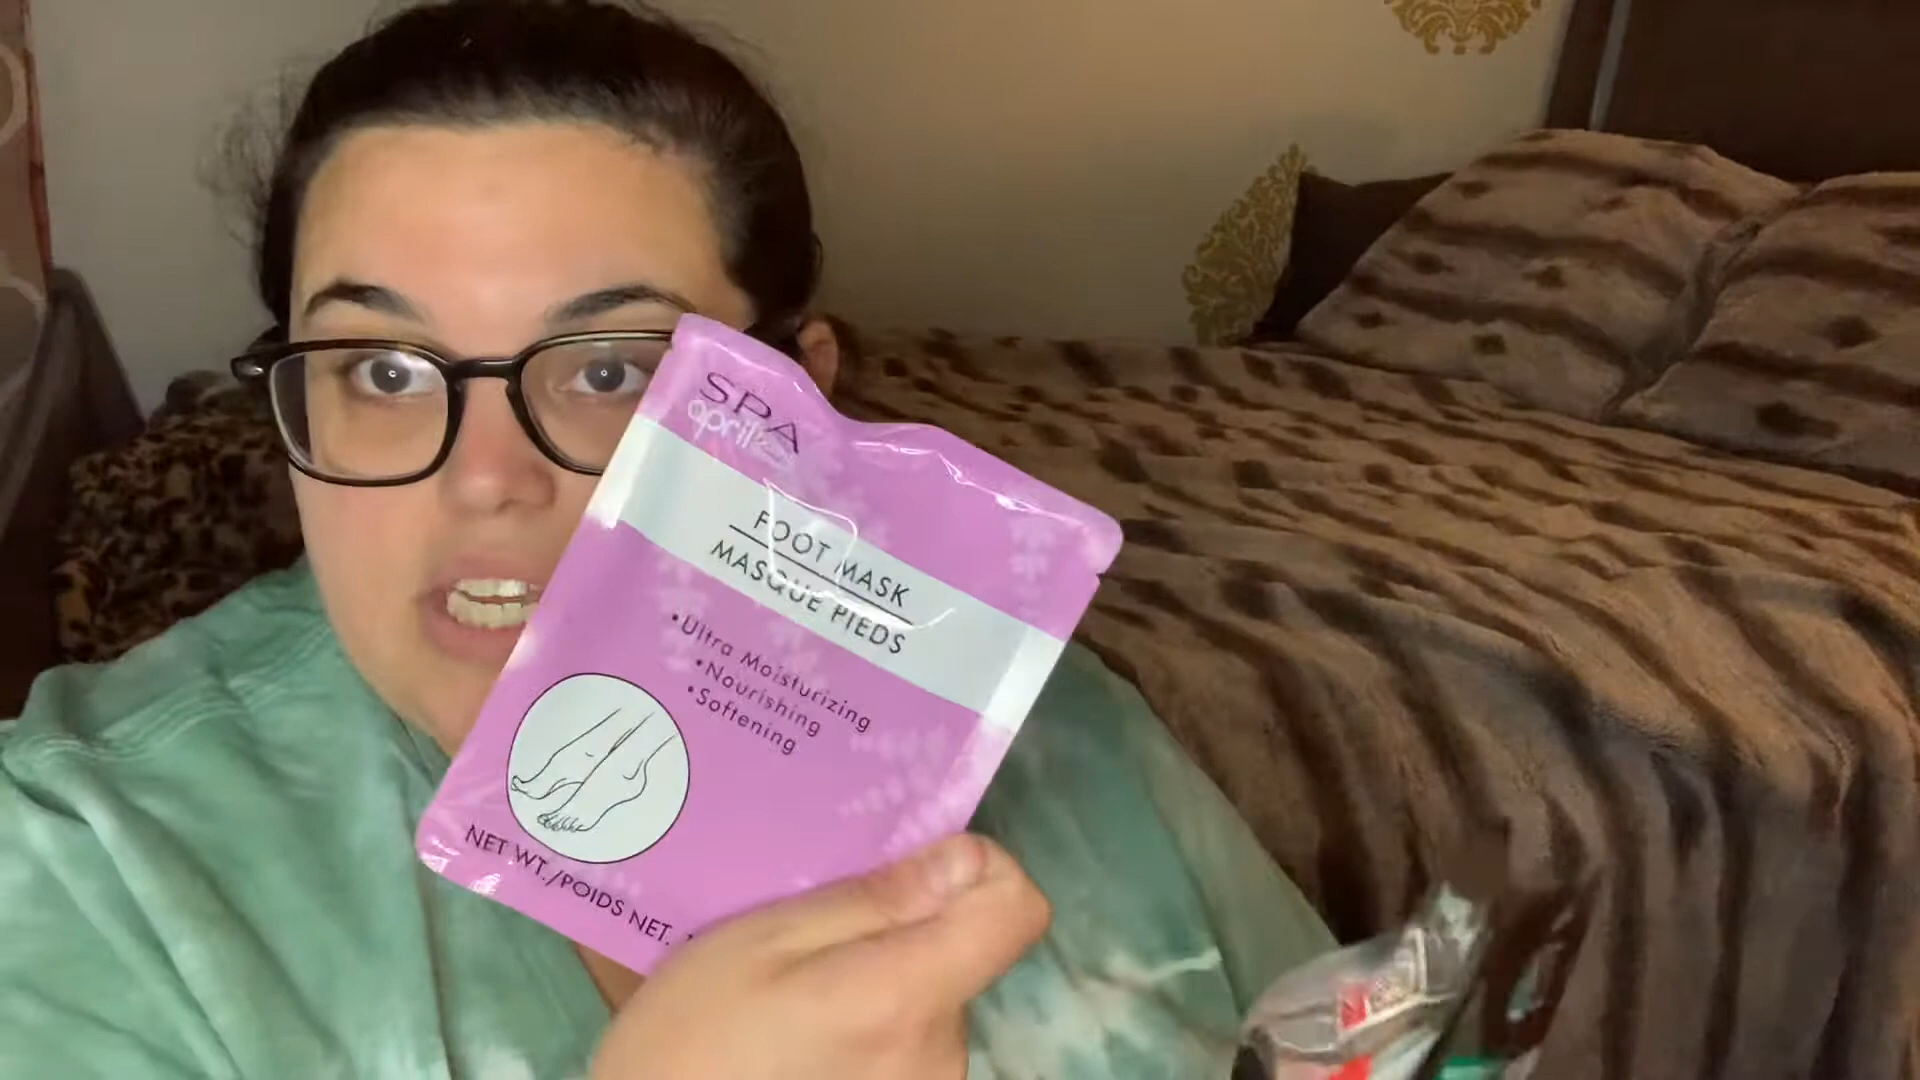 SPA
april
FOOT MASK
MASQUE PIEDS
•Ultra Moisturizing
•Nourishing
•Softening
NET WT./POIDS NET.